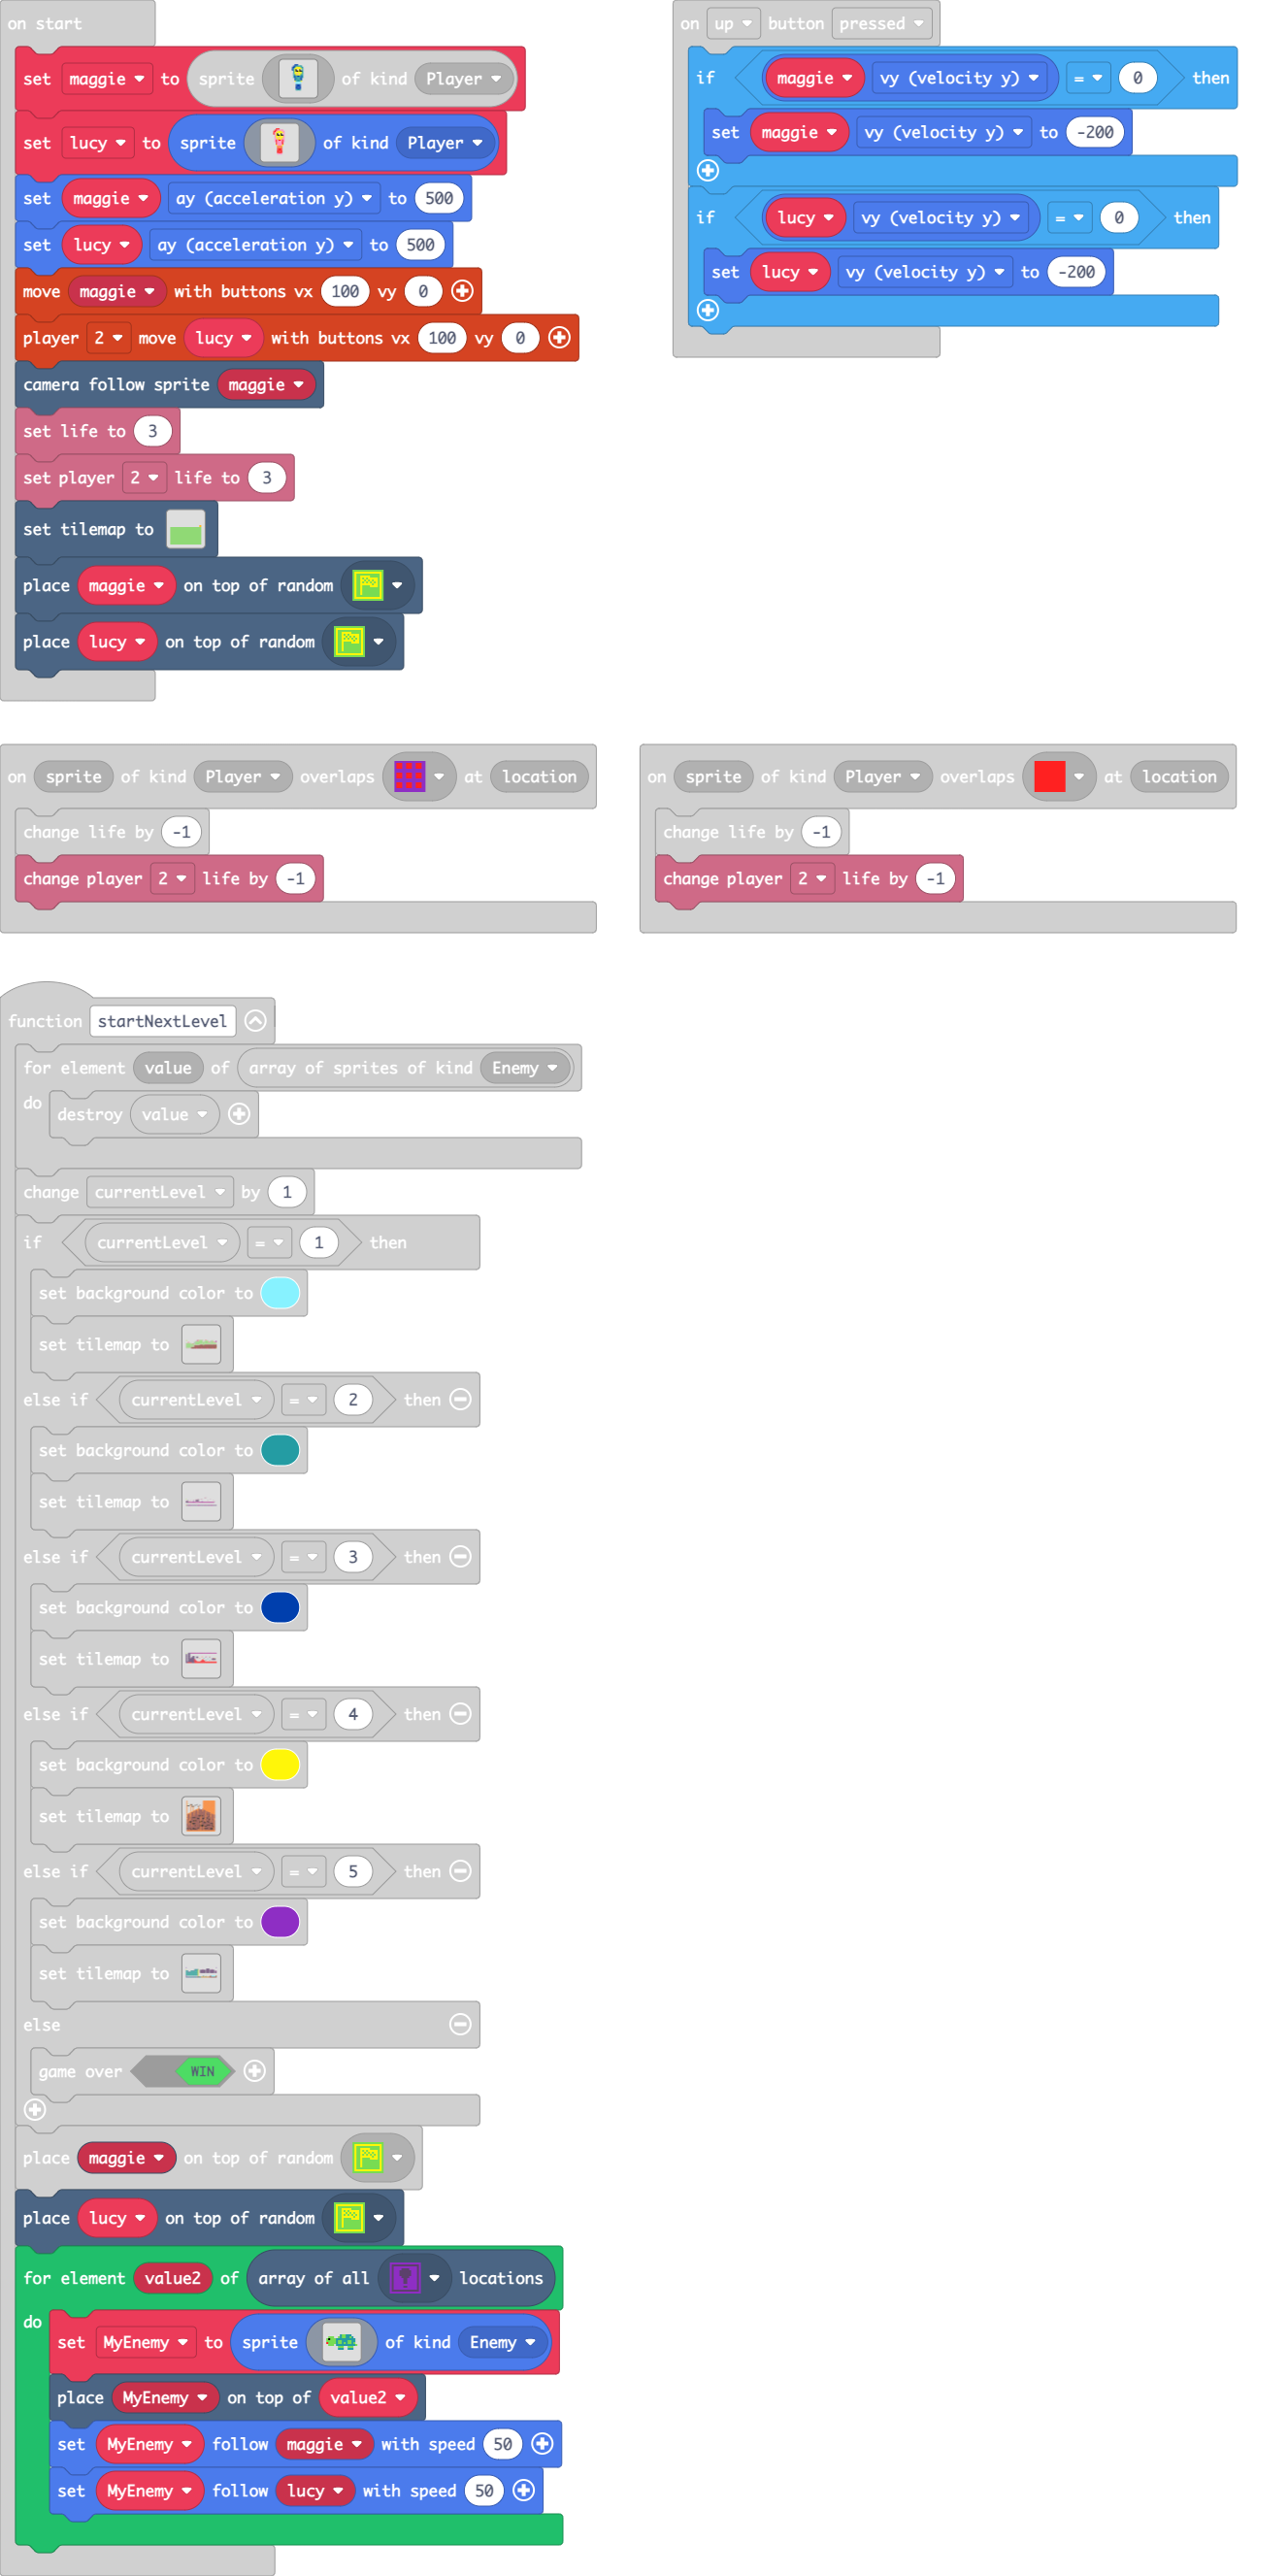 on start
set maggie to sprite of kind Player
set lucy to sprite of kind Player
set maggie ay (acceleration y) to 500
set lucy ay (acceleration y) to 500
move maggie with buttons vx 100 vy 0
player 2 move lucy with buttons vx 100 vy 0
camera follow sprite maggie
set life to 3
set player 2 life to 3
set tilemap to
place maggie on top of random
place lucy on top of random
on up button pressed
if maggie vy (velocity y) = 0 then
set maggie vy (velocity y) to -200
if lucy vy (velocity y) = 0 then
set lucy vy (velocity y) to -200
on sprite of kind Player overlaps at location
change life by -1
change player 2 life by -1
on sprite of kind Player overlaps at location
change life by -1
change player 2 life by -1
function startNextLevel
for element value of array of sprites of kind Enemy
do destroy value
change currentLevel by 1
if currentLevel = 1 then
set background color to
set tilemap to
else if currentLevel = 2 then
set background color to
set tilemap to
else if currentLevel = 3 then
set background color to
set tilemap to
else if currentLevel = 4 then
set background color to
set tilemap to
else if currentLevel = 5 then
set background color to
set tilemap to
else
game over WIN
place maggie on top of random
place lucy on top of random
for element value2 of array of all locations
do set MyEnemy to sprite of kind Enemy
place MyEnemy on top of value2
set MyEnemy follow maggie with speed 50
set MyEnemy follow lucy with speed 50